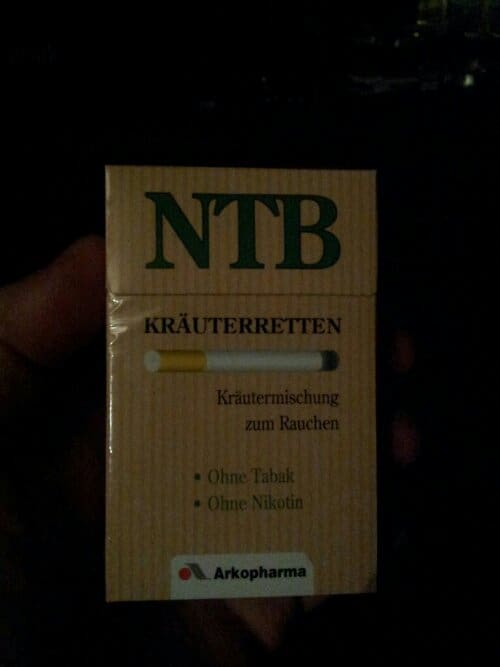 NTB
KRÄUTERRETTEN
Kräutermischung
zum Rauchen
• Ohne Tabak
• Ohne Nikotin
Arkopharma